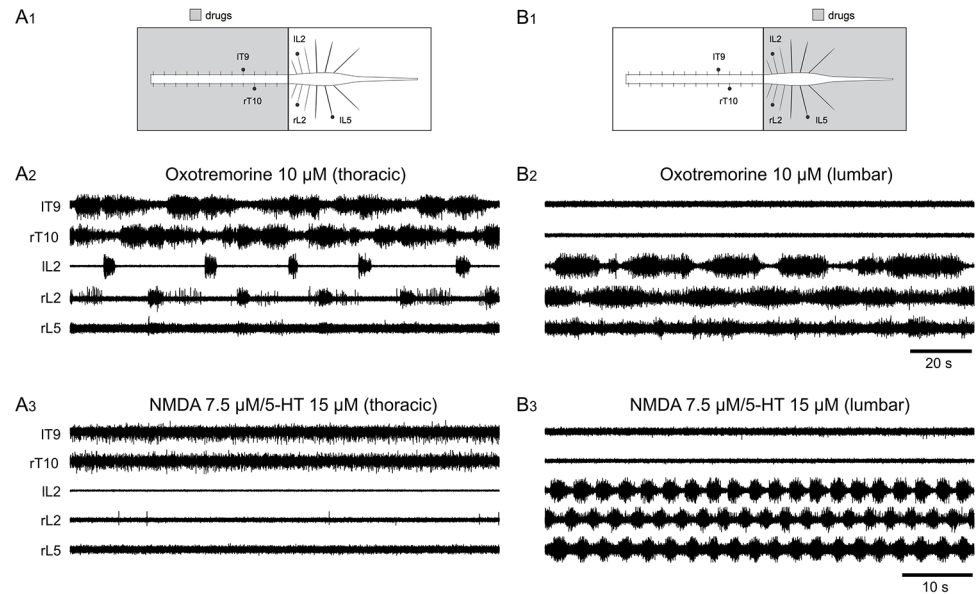 A1
drugs
lL2
lT9
rT10
rL2
lL5
B1
drugs
lL2
lT9
rT10
rL2
lL5
A2
Oxotremorine 10 µM (thoracic)
lT9
rT10
lL2
rL2
rL5
B2
Oxotremorine 10 µM (lumbar)
20 s
A3
NMDA 7.5 µM/5-HT 15 µM (thoracic)
lT9
rT10
lL2
rL2
rL5
B3
NMDA 7.5 µM/5-HT 15 µM (lumbar)
10 s